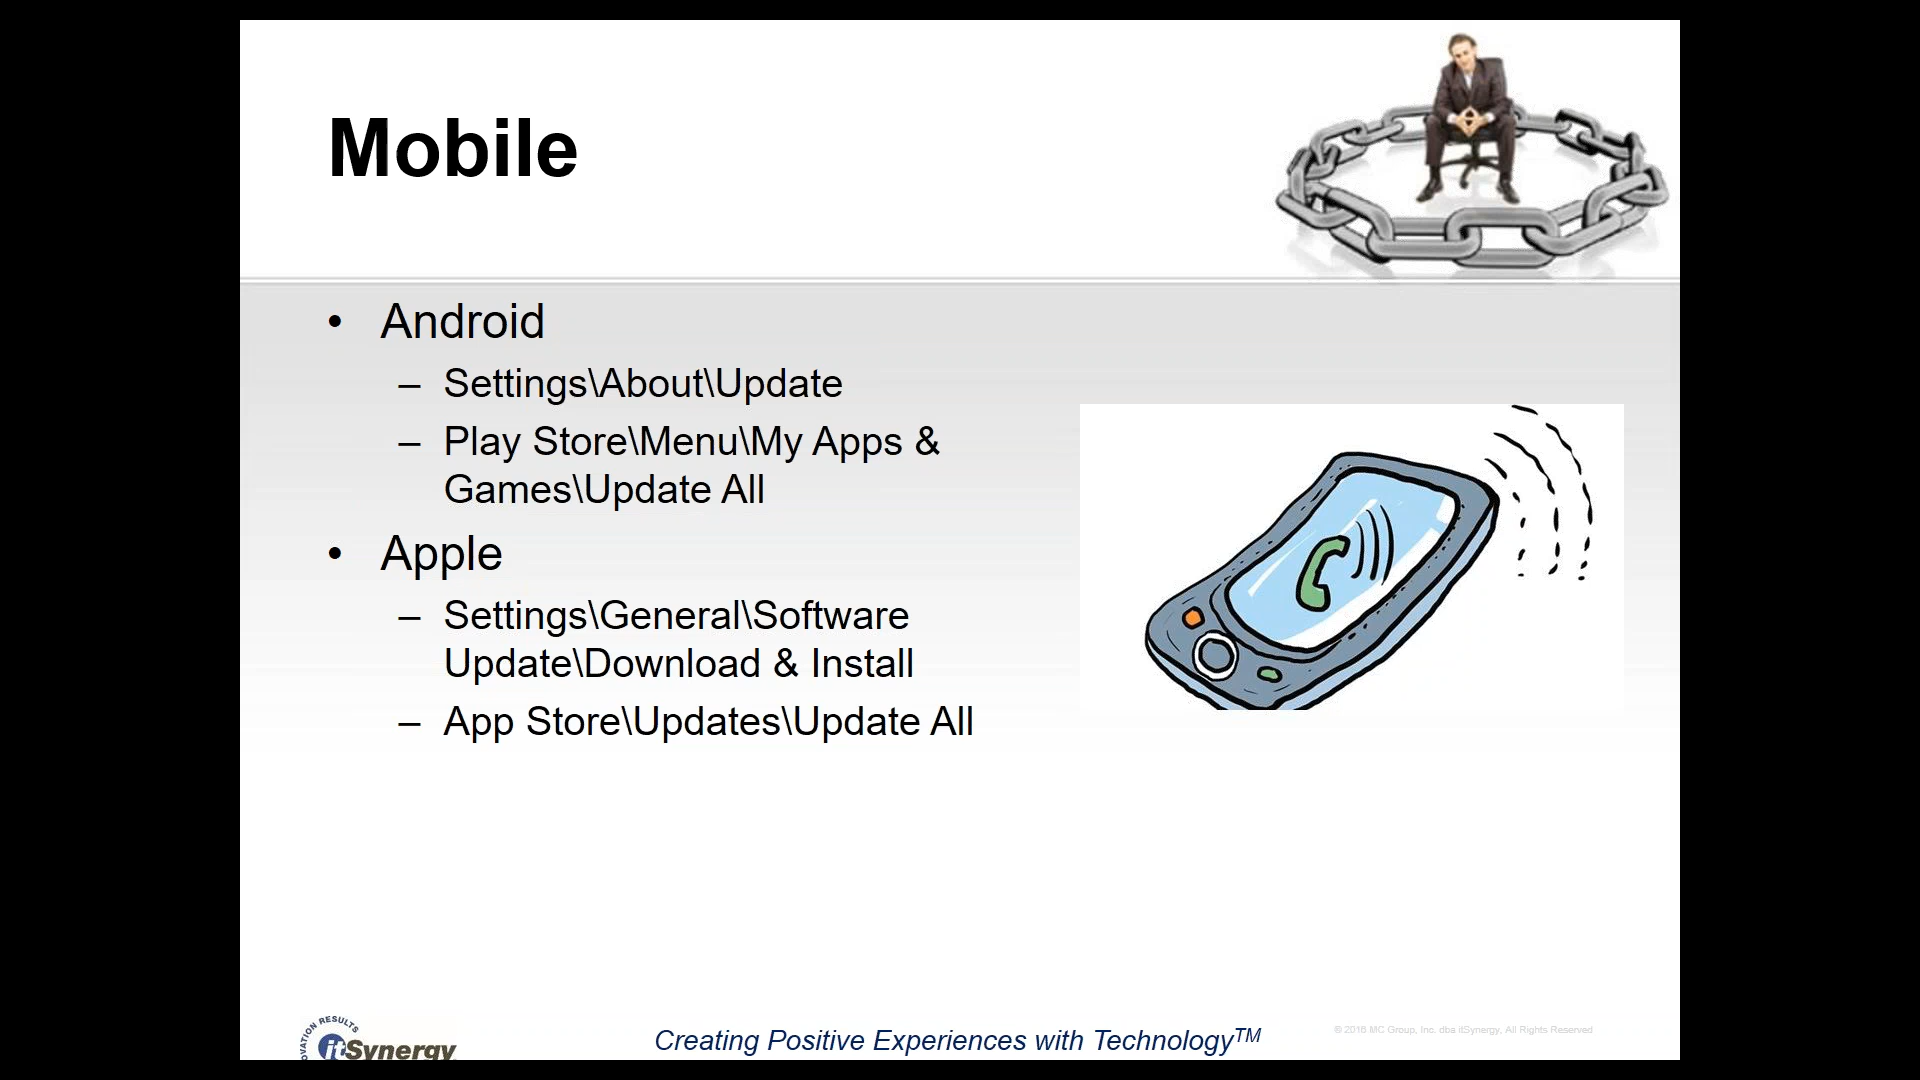 Mobile
• Android
– Settings\About\Update
– Play Store\Menu\My Apps &
Games\Update All
• Apple
– Settings\General\Software
Update\Download & Install
– App Store\Updates\Update All
RESULTS
itSynergy
Creating Positive Experiences with Technology™
© 2016 MC Group, Inc. dba itSynergy, All Rights Reserved